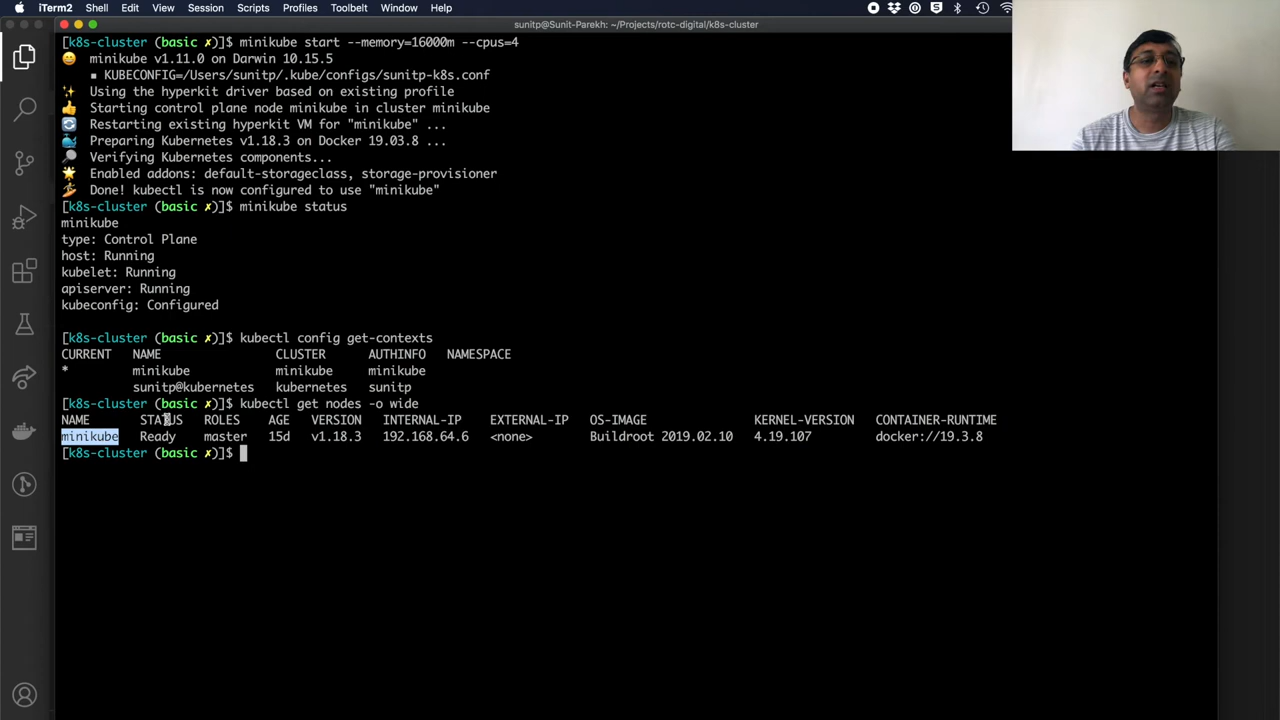 iTerm2 Shell Edit View Session Scripts Profiles Toolbelt Window Help
sunitp@Sunit-Parekh: ~/Projects/rotc-digital/k8s-cluster
[k8s-cluster (basic ✗)]$ minikube start --memory=16000m --cpus=4
😄 minikube v1.11.0 on Darwin 10.15.5
▪ KUBECONFIG=/Users/sunitp/.kube/configs/sunitp-k8s.conf
✨ Using the hyperkit driver based on existing profile
👍 Starting control plane node minikube in cluster minikube
🔄 Restarting existing hyperkit VM for "minikube" ...
🐳 Preparing Kubernetes v1.18.3 on Docker 19.03.8 ...
🔎 Verifying Kubernetes components...
🌟 Enabled addons: default-storageclass, storage-provisioner
🏄 Done! kubectl is now configured to use "minikube"
[k8s-cluster (basic ✗)]$ minikube status
minikube
type: Control Plane
host: Running
kubelet: Running
apiserver: Running
kubeconfig: Configured
[k8s-cluster (basic ✗)]$ kubectl config get-contexts
CURRENT NAME CLUSTER AUTHINFO NAMESPACE
* minikube minikube minikube
sunitp@kubernetes kubernetes sunitp
[k8s-cluster (basic ✗)]$ kubectl get nodes -o wide
NAME STATUS ROLES AGE VERSION INTERNAL-IP EXTERNAL-IP OS-IMAGE KERNEL-VERSION CONTAINER-RUNTIME
minikube Ready master 15d v1.18.3 192.168.64.6 <none> Buildroot 2019.02.10 4.19.107 docker://19.3.8
[k8s-cluster (basic ✗)]$